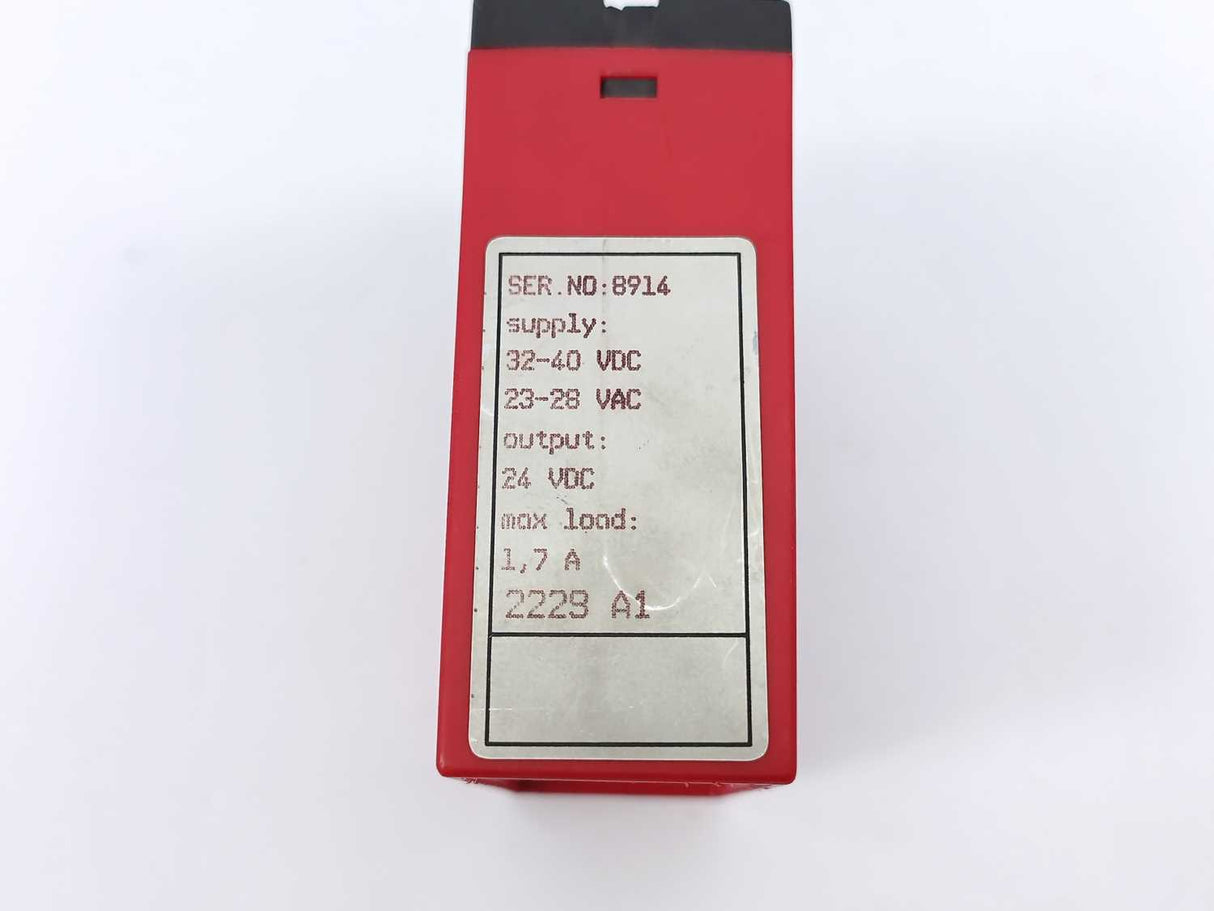 SER.NO:8914
supply:
32-40 VDC
23-28 VAC
output:
24 VDC
max load:
1,7 A
2229 A1